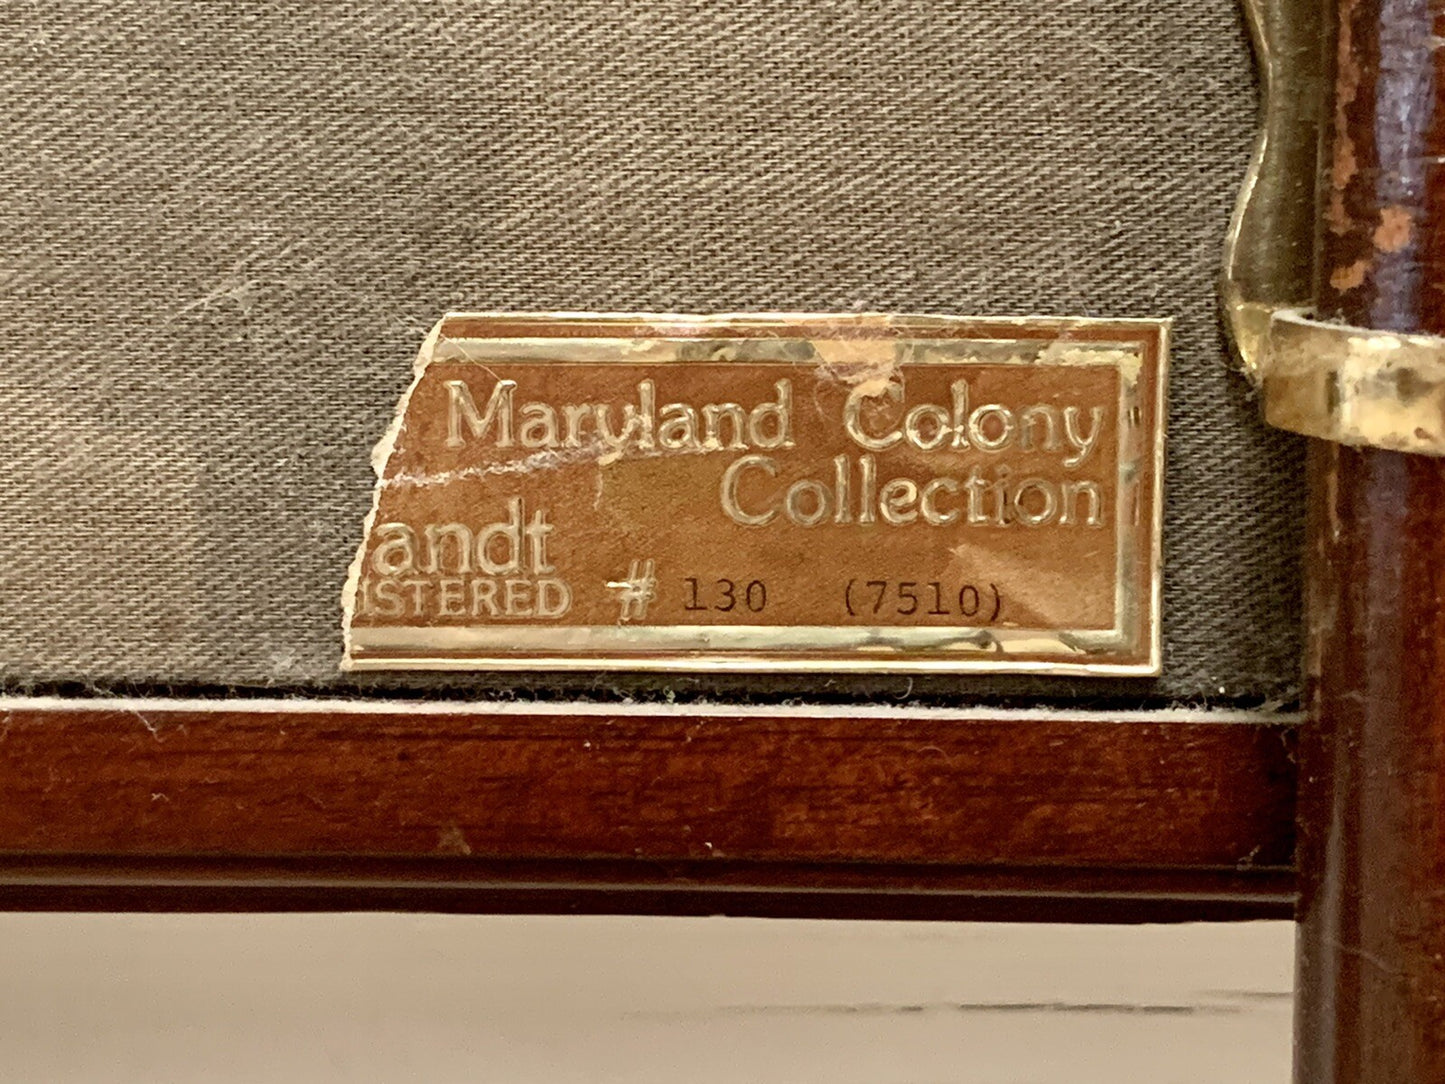 Maryland Colony
Collection
andt
ISTERED # 130 (7510)